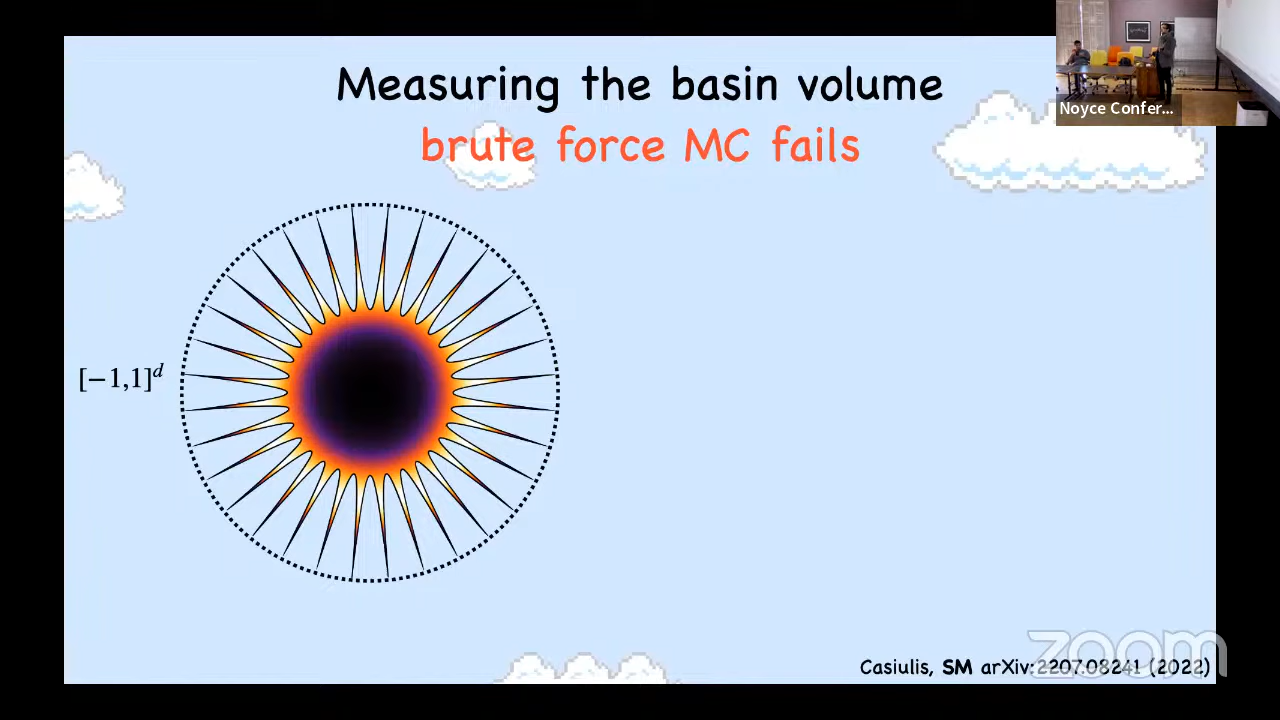 Measuring the basin volume
brute force MC fails
Noyce Confer...
[−1,1]^d
zoom
Casiulis, SM arXiv:2207.08241 (2022)